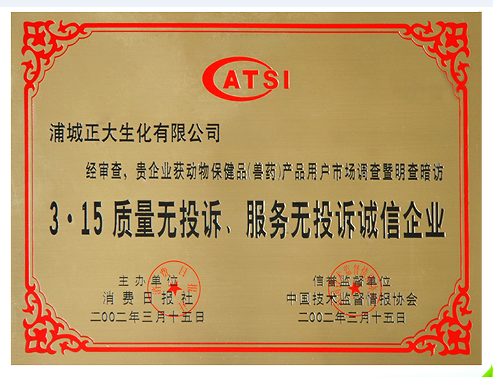 CATSI
浦城正大生化有限公司
经审查、贵企业获动物保健品(兽药)产品用户市场调查暨明查暗访
3·15质量无投诉、服务无投诉诚信企业
主办单位
消费日报社
二〇〇二年三月十五日
信誉监督单位
中国技术监督情报协会
二〇〇二年三月十五日